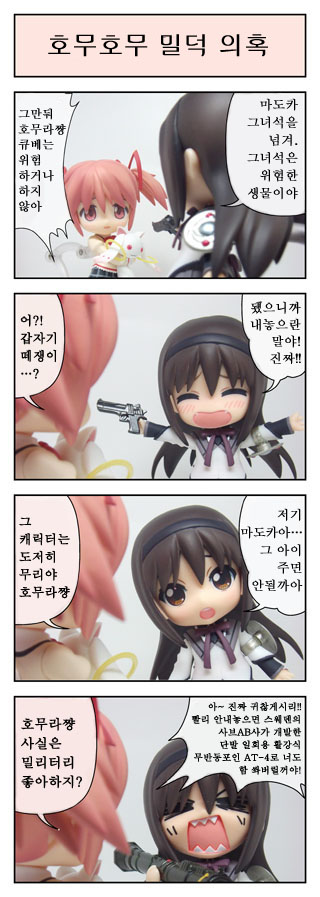 호무호무 밀덕 의혹
마도카
그녀석을
넘겨.
그녀석은
위험한
생물이야
그만둬
호무라쨩
큐베는
위험
하거나
하지
않아
어?!
갑자기
떼쟁이
…?
됐으니까
내놓으란
말야!
진짜!!
저기
마도카아…
그 아이
주면
안될까아
그
캐릭터는
도저히
무리야
호무라쨩
아~ 진짜 귀찮게시리!!
빨리 안내놓으면 스웨덴의
사브AB사가 개발한
단발 일회용 활강식
무반동포인 AT-4로 너도
함 쏴버릴꺼야!
호무라쨩
사실은
밀리터리
좋아하지?